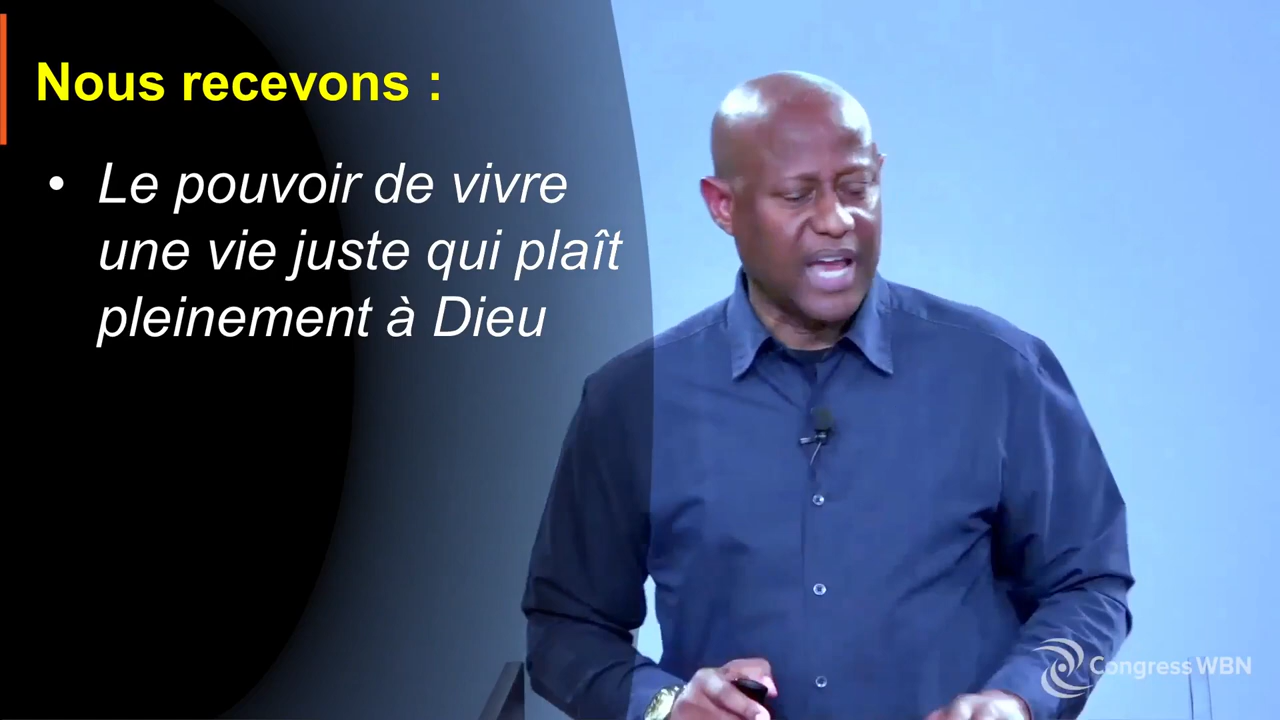 Nous recevons :
• Le pouvoir de vivre
une vie juste qui plaît
pleinement à Dieu
Congress WBN